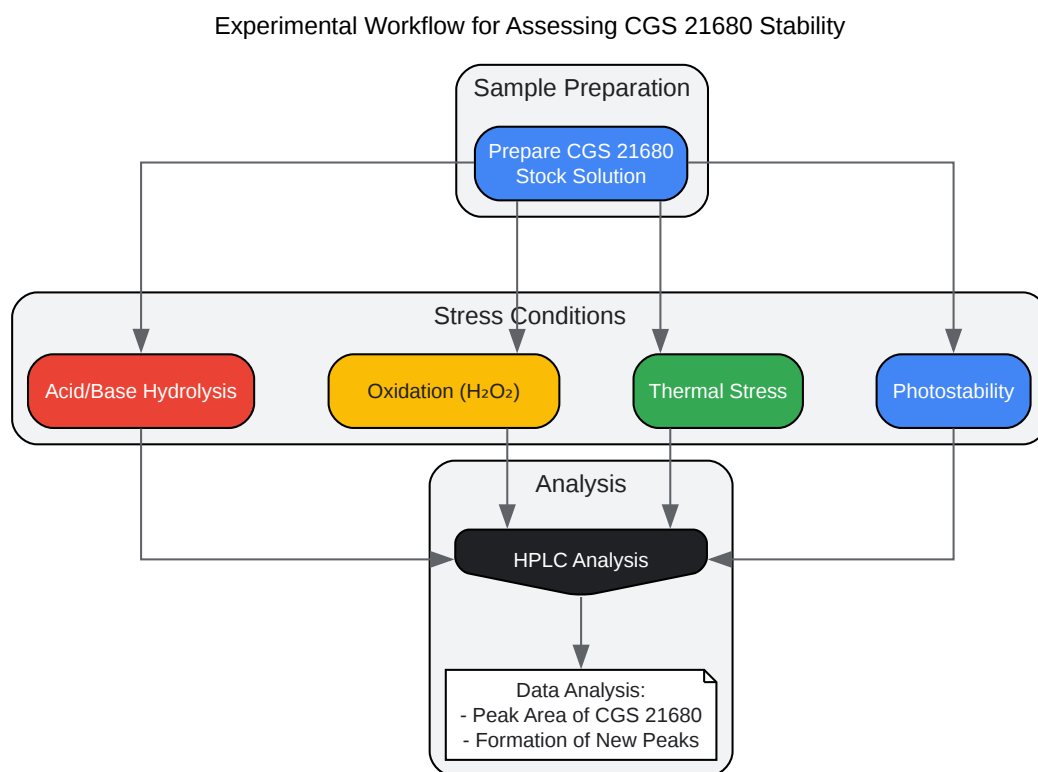 Experimental Workflow for Assessing CGS 21680 Stability
Sample Preparation
Prepare CGS 21680
Stock Solution
Stress Conditions
Acid/Base Hydrolysis
Oxidation (H₂O₂)
Thermal Stress
Photostability
Analysis
HPLC Analysis
Data Analysis:
- Peak Area of CGS 21680
- Formation of New Peaks